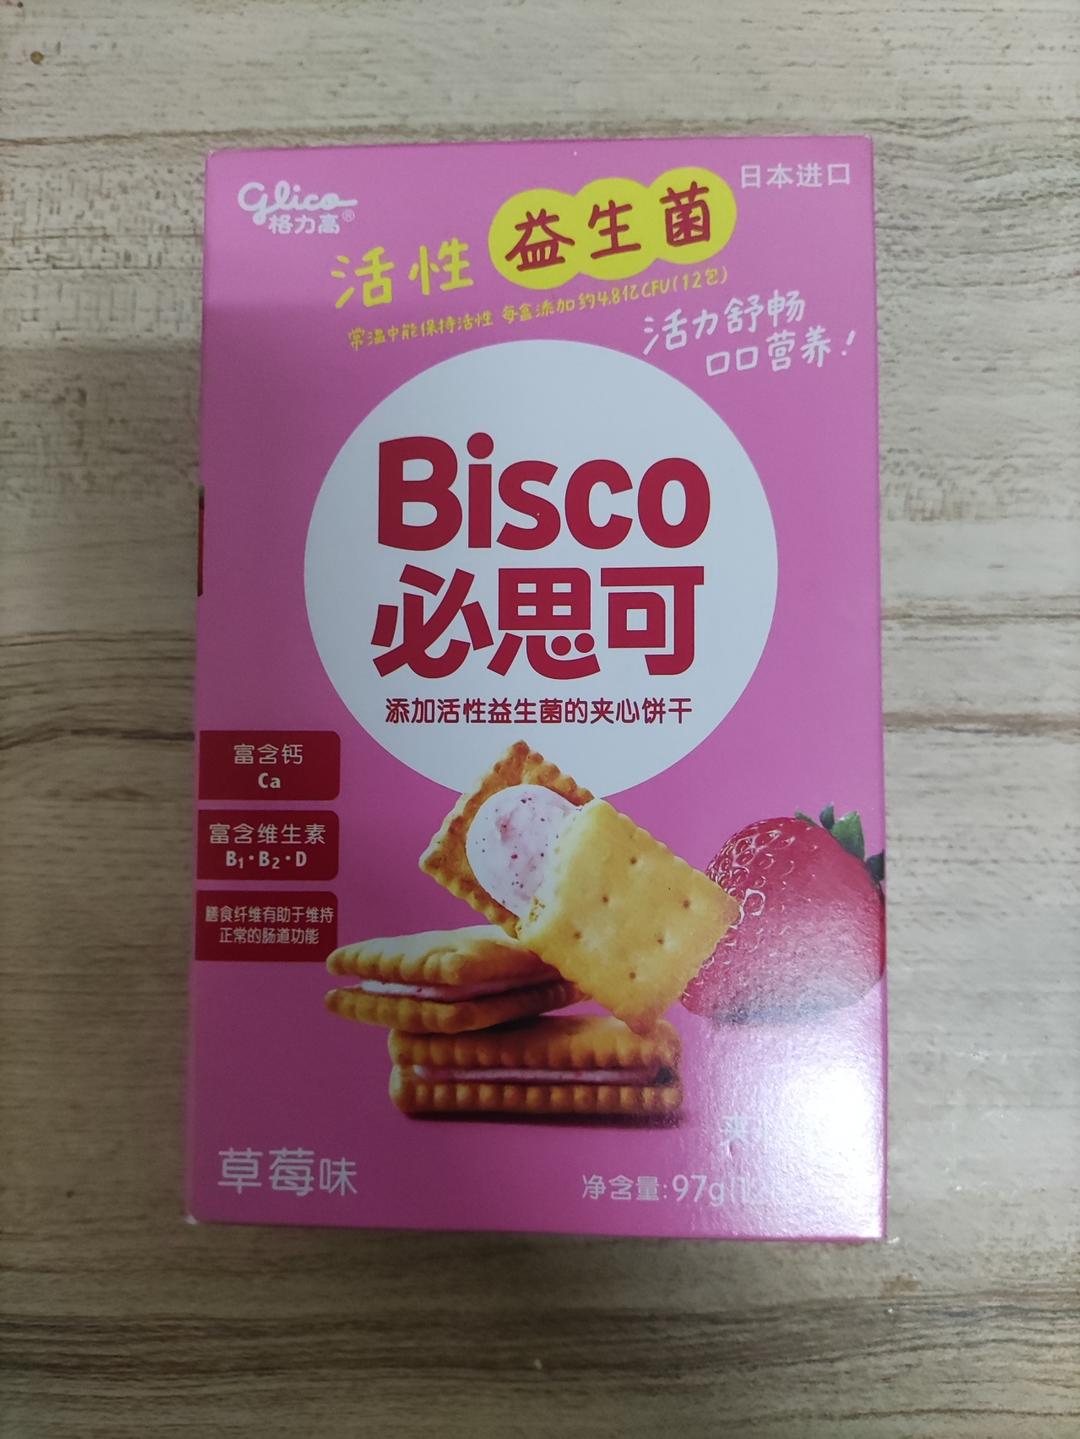 Glico
格力高®
日本进口
活性 益生菌
常温中能保持活性 每盒添加约4.8亿CFU(12包)
活力舒畅
口口营养!
Bisco
必思可
添加活性益生菌的夹心饼干
富含钙
Ca
富含维生素
B₁·B₂·D
膳食纤维有助于维持
正常的肠道功能
草莓味
净含量:97g